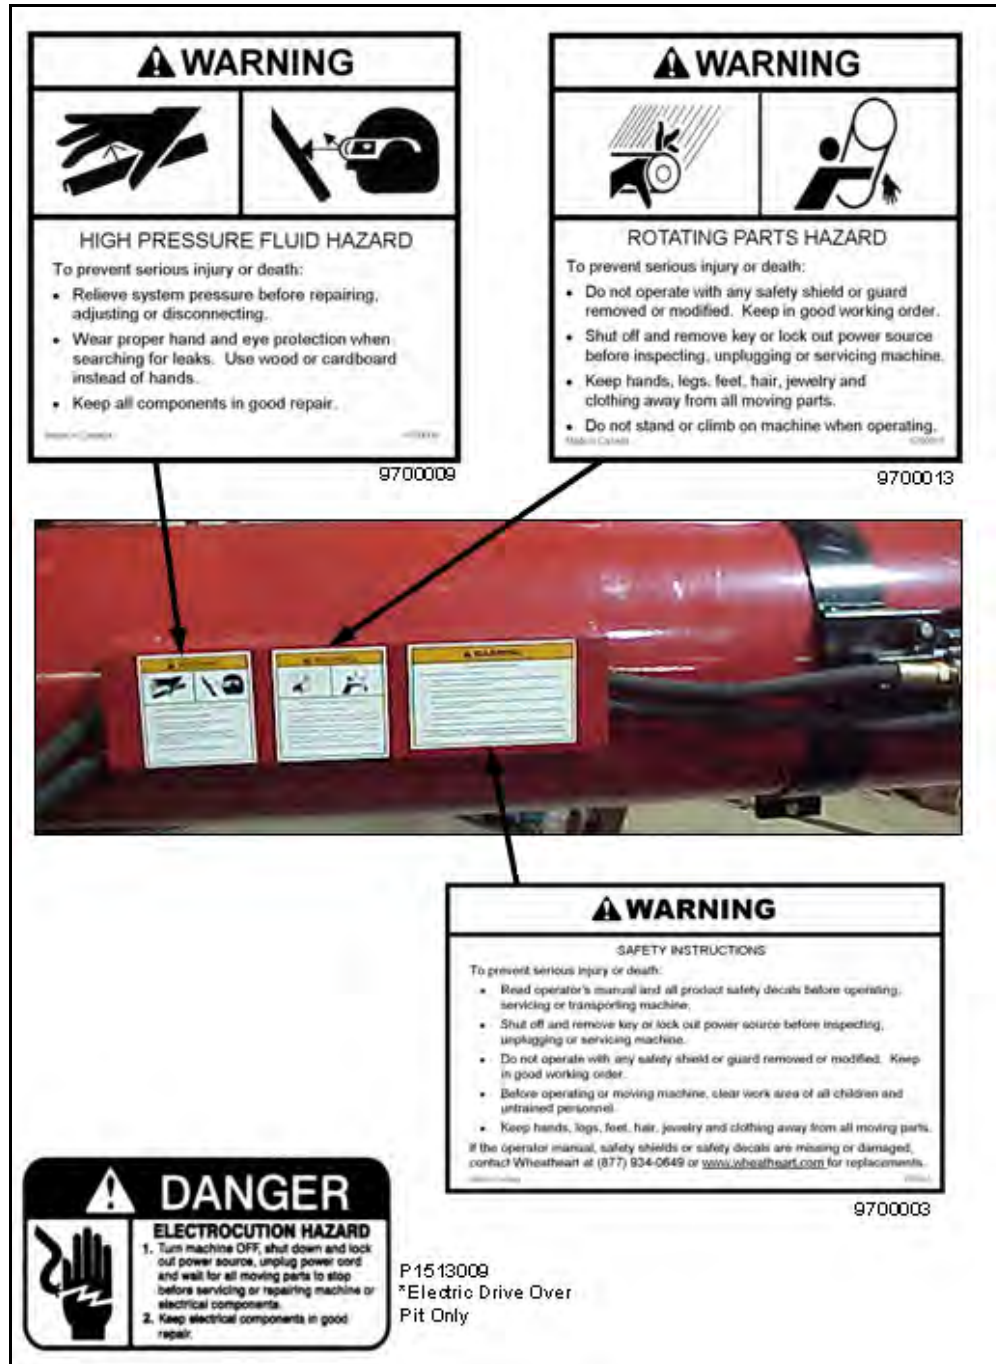 WARNING
HIGH PRESSURE FLUID HAZARD
To prevent serious injury or death:
• Relieve system pressure before repairing,
adjusting or disconnecting.
• Wear proper hand and eye protection when
searching for leaks. Use wood or cardboard
instead of hands.
• Keep all components in good repair.
Made in Canada
9700009
WARNING
ROTATING PARTS HAZARD
To prevent serious injury or death:
• Do not operate with any safety shield or guard
removed or modified. Keep in good working order.
• Shut off and remove key or lock out power source
before inspecting, unplugging or servicing machine.
• Keep hands, legs, feet, hair, jewelry and
clothing away from all moving parts.
• Do not stand or climb on machine when operating.
Made in Canada
9700013
WARNING
WARNING
SAFETY INSTRUCTIONS
To prevent serious injury or death:
• Read operator's manual and all product safety decals before operating,
servicing or transporting machine.
• Shut off and remove key or lock out power source before inspecting,
unplugging or servicing machine.
• Do not operate with any safety shield or guard removed or modified. Keep
in good working order.
• Before operating or moving machine, clear work area of all children and
untrained personnel.
• Keep hands, legs, feet, hair, jewelry and clothing away from all moving parts.
If the operator manual, safety shields or safety decals are missing or damaged,
contact Wheatheart at (877) 934-0649 or www.wheatheart.com for replacements.
9700003
DANGER
ELECTROCUTION HAZARD
1. Turn machine OFF, shut down and lock
out power source, unplug power cord
and wait for all moving parts to stop
before servicing or repairing machine or
electrical components.
2. Keep electrical components in good
repair.
P1513009
*Electric Drive Over
Pit Only